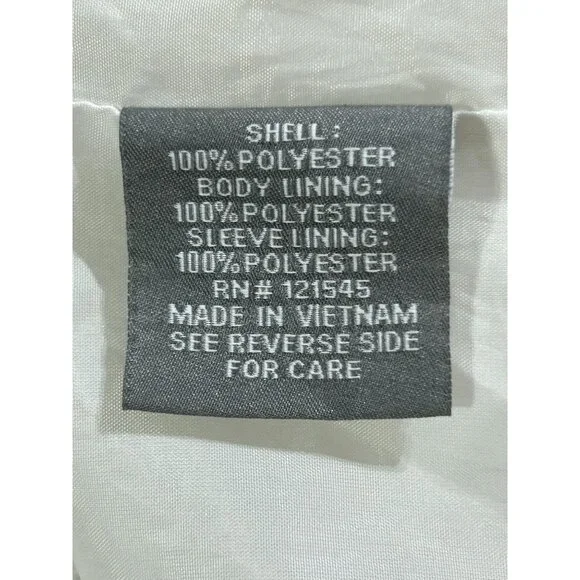 SHELL:
100%POLYESTER
BODY LINING:
100%POLYESTER
SLEEVE LINING:
100%POLYESTER
RN# 121545
MADE IN VIETNAM
SEE REVERSE SIDE
FOR CARE